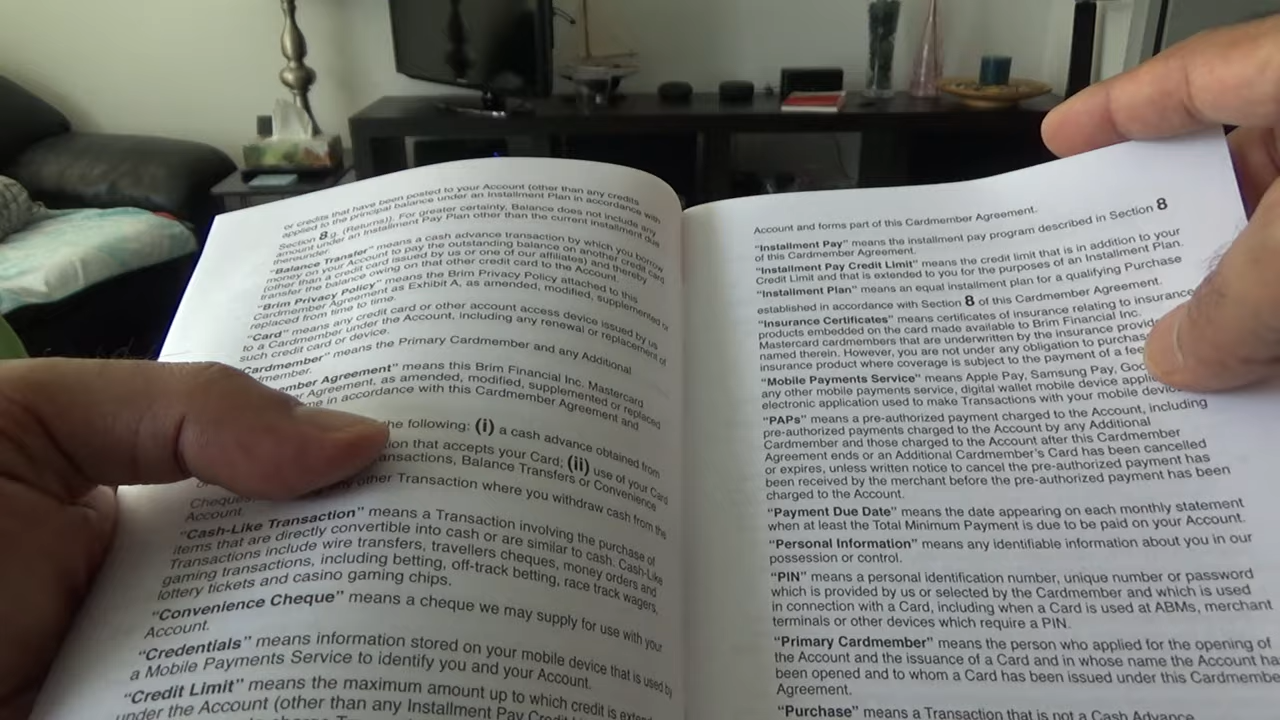 or credits that have been posted to your Account (other than any credits
applied to the principal balance under an Installment Plan in accordance with
Section 8.g. (Returns)). For greater certainty, Balance does not include any
amount under an Installment Pay Plan other than the current installment due
thereunder.
"Balance Transfer" means a cash advance transaction by which you borrow
money on your Account to pay the outstanding balance on another credit card
(other than a credit card issued by us or one of our affiliates) and thereby
transfer the balance owing on that other credit card to the Account
"Brim Privacy Policy" means the Brim Privacy Policy attached to this
Cardmember Agreement as Exhibit A, as amended, modified, supplemented or
replaced from time to time.
"Card" means any credit card or other account access device issued by us
to a Cardmember under the Account, including any renewal or replacement of
such credit card or device.
Cardmember" means the Primary Cardmember and any Additional
member.
ember Agreement" means this Brim Financial Inc. Mastercard
r Agreement, as amended, modified, supplemented or replaced
me in accordance with this Cardmember Agreement and
the following: (i) a cash advance obtained from
ion that accepts your Card; (ii) use of your Card
ansactions, Balance Transfers or Convenience
Cheques, other Transaction where you withdraw cash from the
Account.
"Cash-Like Transaction" means a Transaction involving the purchase of
items that are directly convertible into cash or are similar to cash. Cash-Like
Transactions include wire transfers, travellers cheques, money orders and
gaming transactions, including betting, off-track betting, race track wagers,
lottery tickets and casino gaming chips.
"Convenience Cheque" means a cheque we may supply for use with your
Account.
"Credentials" means information stored on your mobile device that is used by
a Mobile Payments Service to identify you and your Account.
"Credit Limit" means the maximum amount up to which credit is
under the Account (other than any Installment Pay Credit
Account and forms part of this Cardmember Agreement.
"Installment Pay" means the install pay program described in Section 8
of this Cardmember Agreement.
"Installment Pay Credit Limit" means the credit limit that is in addition to your
Credit Limit and that is extended to you for the purposes of an Installment Plan.
"Installment Plan" means an equal installment plan for a qualifying Purchase
established in accordance with Section 8 of this Cardmember Agreement.
"Insurance Certificates" means certificates of insurance relating to insurance
products embedded on the card made available to Brim Financial Inc.
Mastercard cardmembers that are underwritten by the insurance provid
named therein. However, you are not under any obligation to purchas
insurance product where coverage is subject to the payment of a fee
"Mobile Payments Service" means Apple Pay, Samsung Pay, Goo
any other mobile payments service, digital wallet mobile device applic
electronic application used to make Transactions with your mobile devic
"PAPs" means a pre-authorized payment charged to the Account, including
pre-authorized payments charged to the Account by any Additional
Cardmember and those charged to the Account after this Cardmember
Agreement ends or an Additional Cardmember's Card has been cancelled
or expires, unless written notice to cancel the pre-authorized payment has
been received by the merchant before the pre-authorized payment has been
charged to the Account.
"Payment Due Date" means the date appearing on each monthly statement
when at least the Total Minimum Payment is due to be paid on your Account.
"Personal Information" means any identifiable information about you in our
possession or control.
"PIN" means a personal identification number, unique number or password
which is provided by us or selected by the Cardmember and which is used
in connection with a Card, including when a Card is used at ABMs, merchant
terminals or other devices which require a PIN.
"Primary Cardmember" means the person who applied for the opening of
the Account and the issuance of a Card and in whose name the Account has
been opened and to whom a Card has been issued under this Cardmember
Agreement.
"Purchase" means a Transaction that is not a Cash Advance